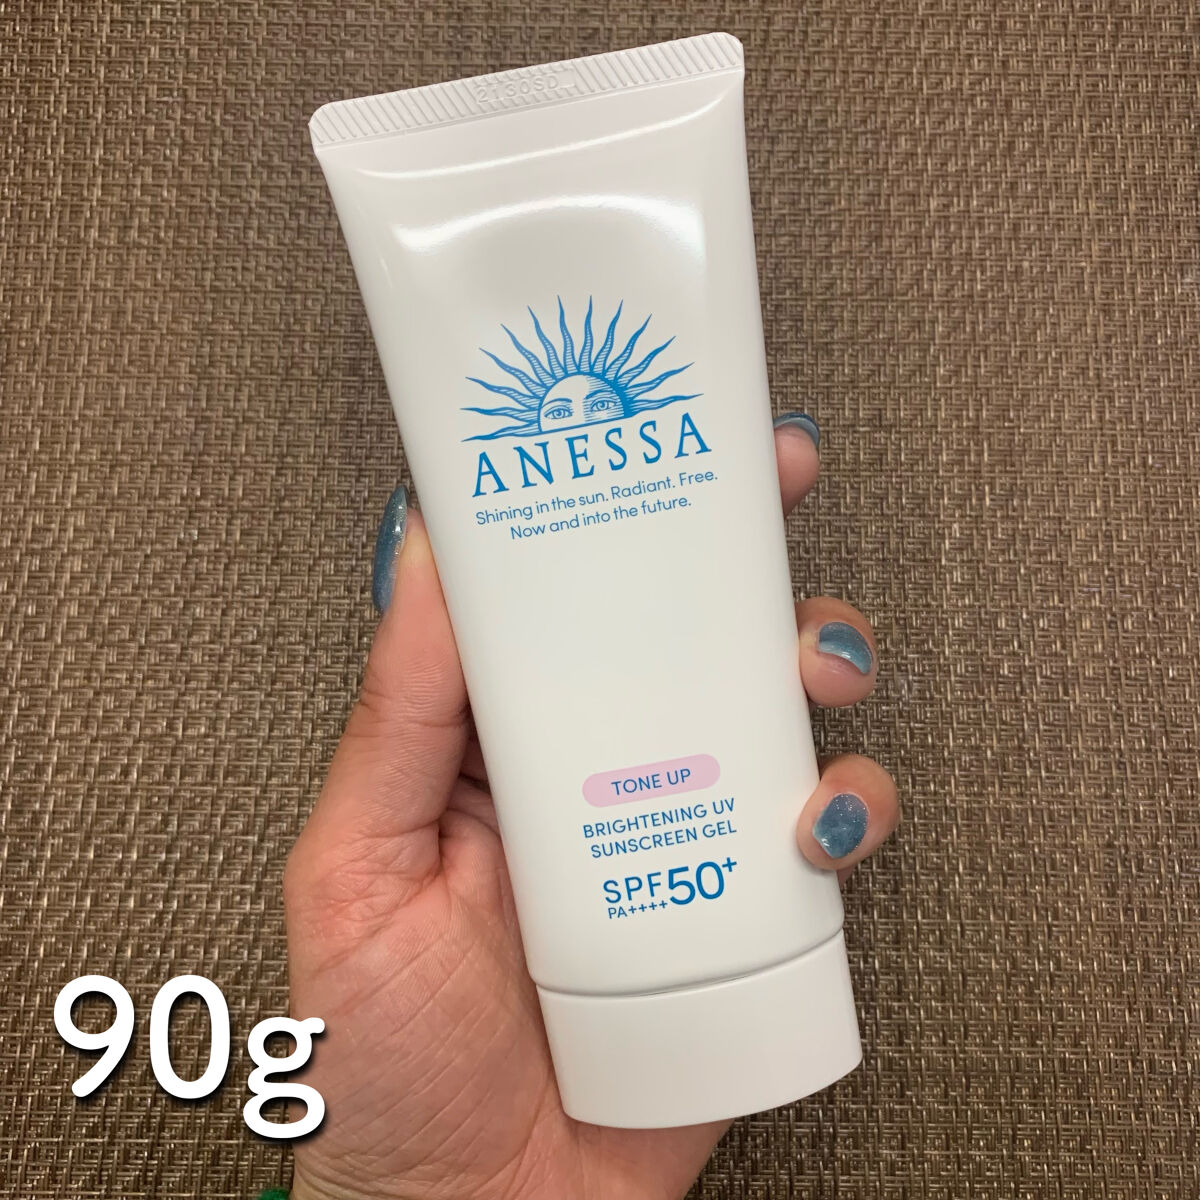 2130SD
ANESSA
Shining in the sun. Radiant. Free.
Now and into the future.
TONE UP
BRIGHTENING UV
SUNSCREEN GEL
SPF50+
PA++++
90g